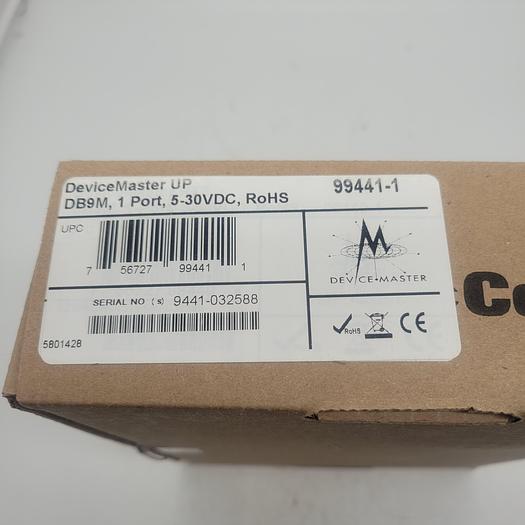 DeviceMaster UP
DB9M, 1 Port, 5-30VDC, RoHS
99441-1
UPC
7 56727 99441 1
DEVICE•MASTER
SERIAL NO (s) 9441-032588
RoHS
CE
5801428
Co